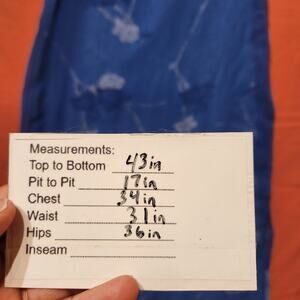 Measurements:
Top to Bottom 43in
Pit to Pit 17in
Chest 34in
Waist 31in
Hips 36in
Inseam